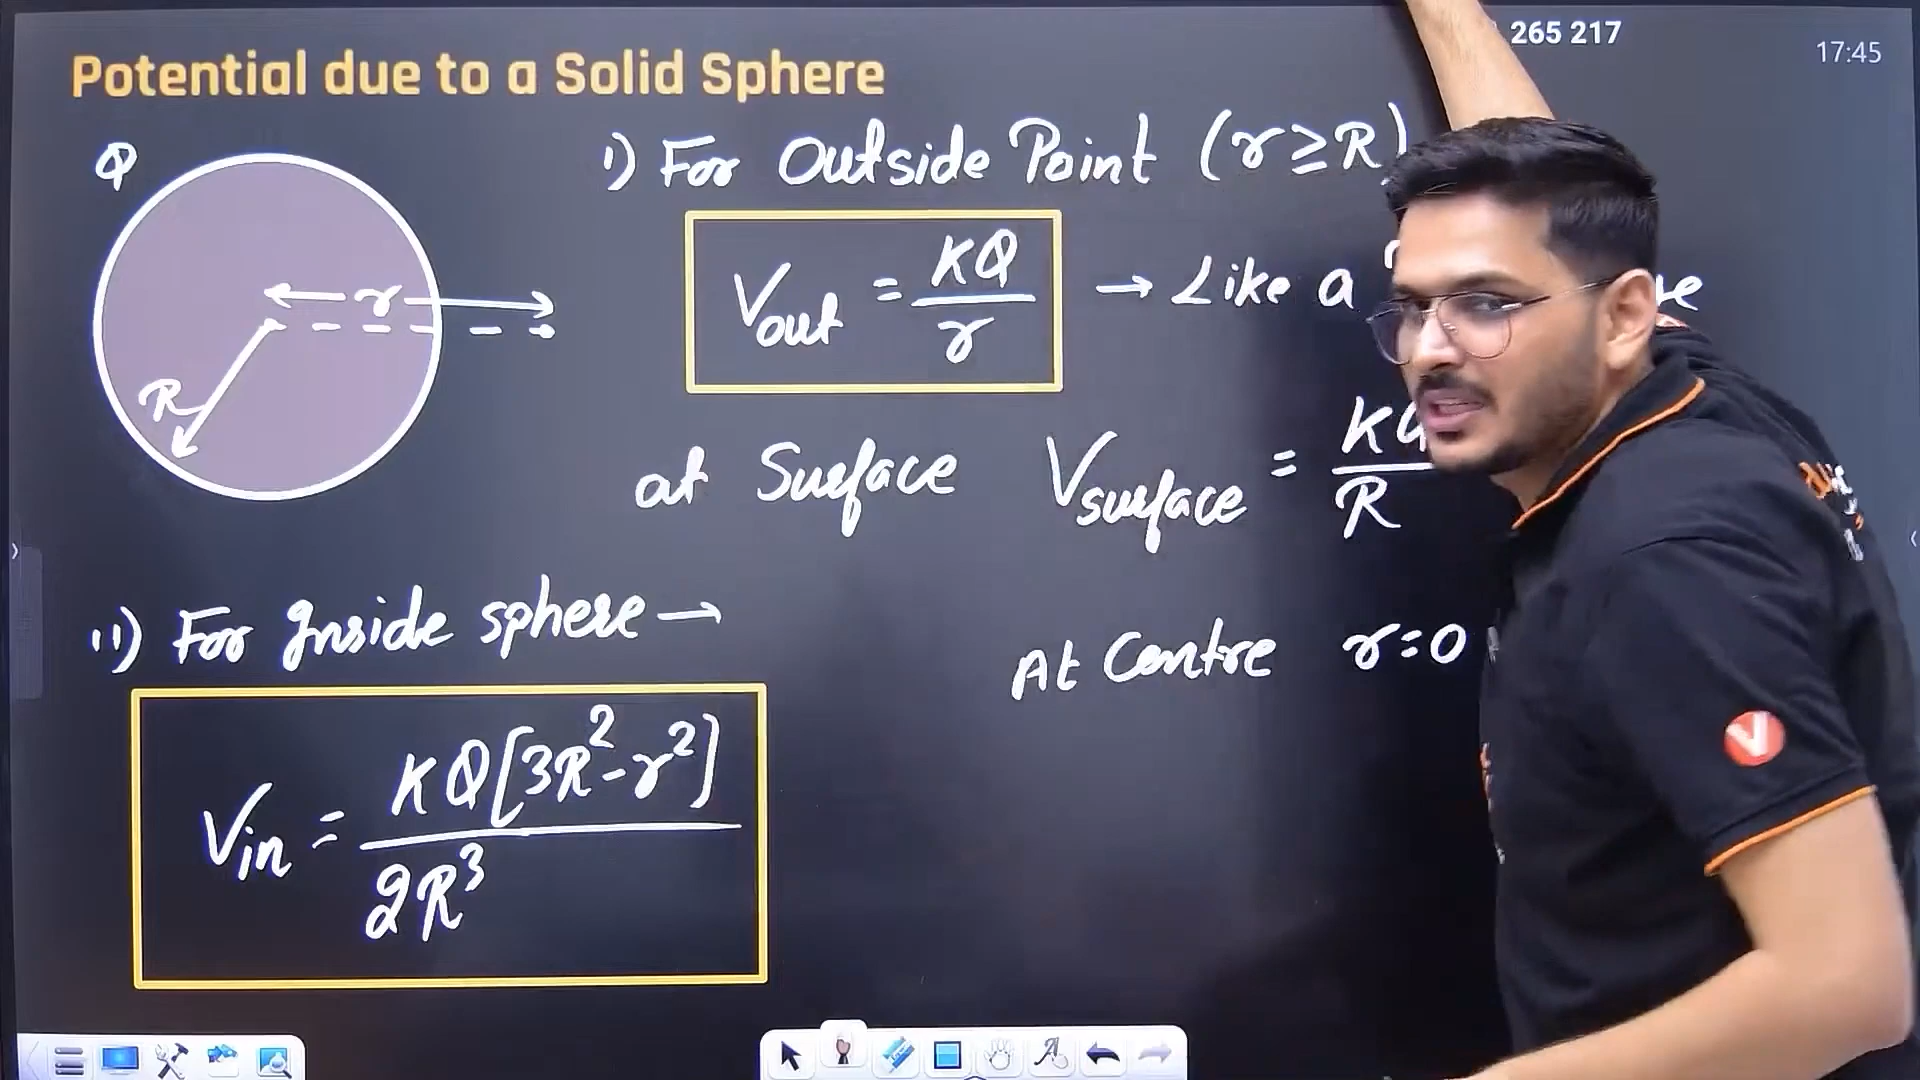 265 217
17:45
Potential due to a Solid Sphere
Q
r
R
1) For Outside Point (r ≥ R)
Vout = KQ/r → Like a
at Surface Vsurface = KQ/R
11) For Inside sphere →
Vin = KQ[3R²-r²]/2R³
At Centre r=0